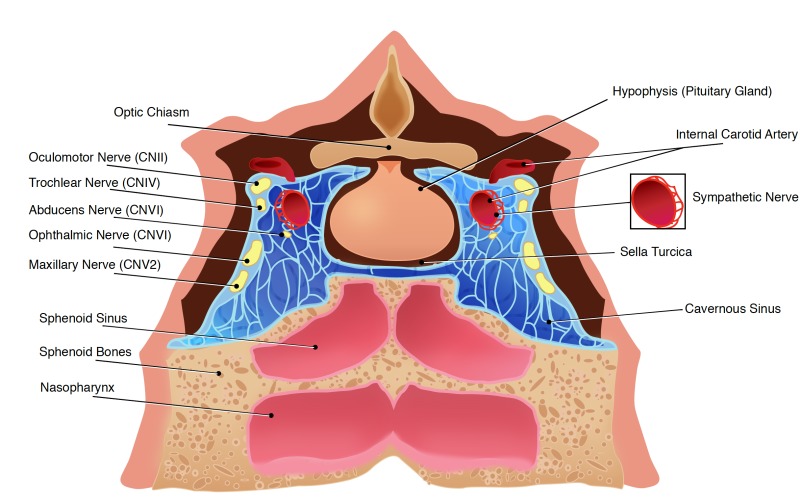 Hypophysis (Pituitary Gland)
Optic Chiasm
Internal Carotid Artery
Oculomotor Nerve (CNII)
Trochlear Nerve (CNIV)
Sympathetic Nerve
Abducens Nerve (CNVI)
Ophthalmic Nerve (CNVI)
Sella Turcica
Maxillary Nerve (CNV2)
Cavernous Sinus
Sphenoid Sinus
Sphenoid Bones
Nasopharynx